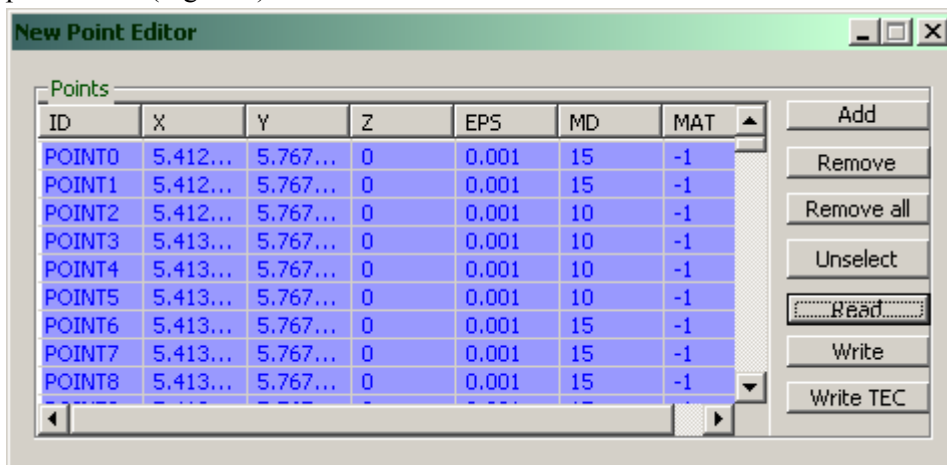 New Point Editor
Points
ID X Y Z EPS MD MAT
POINT0 5.412... 5.767... 0 0.001 15 -1
POINT1 5.412... 5.767... 0 0.001 15 -1
POINT2 5.412... 5.767... 0 0.001 10 -1
POINT3 5.413... 5.767... 0 0.001 10 -1
POINT4 5.413... 5.767... 0 0.001 10 -1
POINT5 5.413... 5.767... 0 0.001 10 -1
POINT6 5.413... 5.767... 0 0.001 15 -1
POINT7 5.413... 5.767... 0 0.001 15 -1
POINT8 5.413... 5.767... 0 0.001 15 -1
Add
Remove
Remove all
Unselect
Read
Write
Write TEC